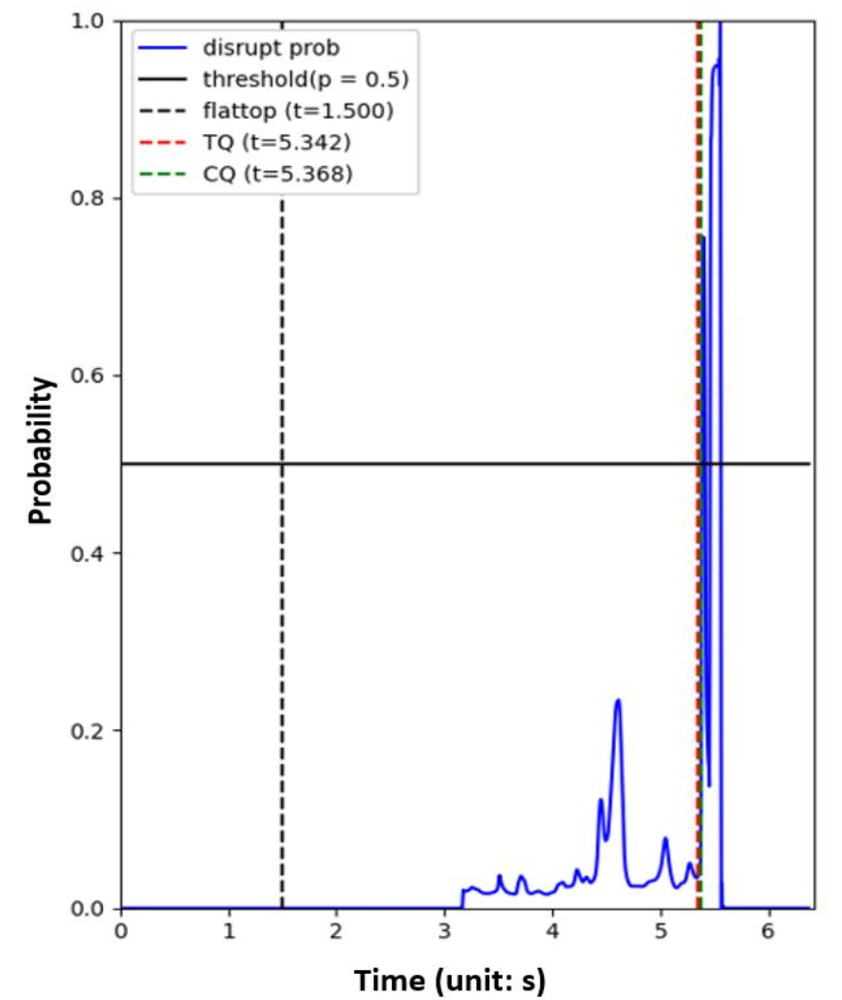 1.0
0.8
0.6
0.4
0.2
0.0
Probability
disrupt prob
threshold(p = 0.5)
flattop (t=1.500)
TQ (t=5.342)
CQ (t=5.368)
0 1 2 3 4 5 6
Time (unit: s)